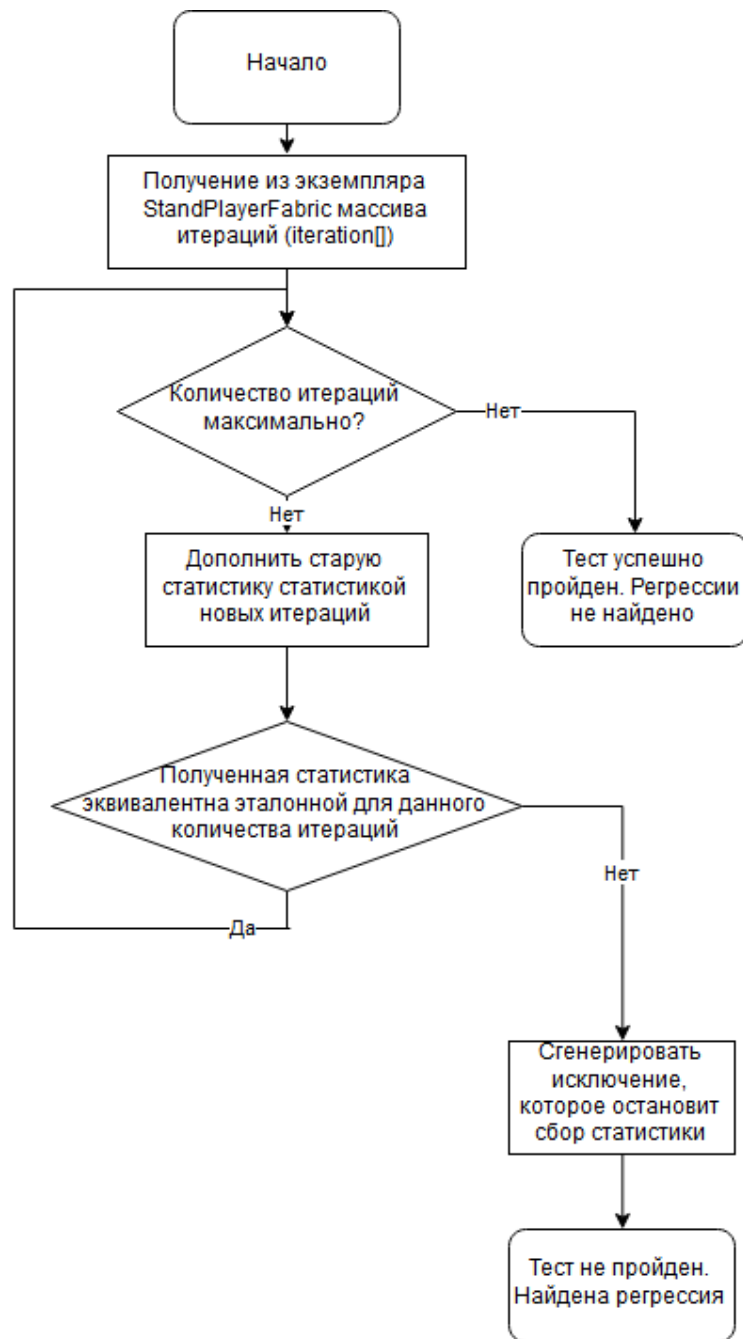 Начало
Получение из экземпляра
StandPlayerFabric массива
итераций (iteration[])
Количество итераций
максимально?
Нет
Нет
Дополнить старую
статистику статистикой
новых итераций
Тест успешно
пройден. Регрессии
не найдено
Полученная статистика
эквивалентна эталонной для данного
количества итераций
Нет
Да
Сгенерировать
исключение,
которое остановит
сбор статистики
Тест не пройден.
Найдена регрессия